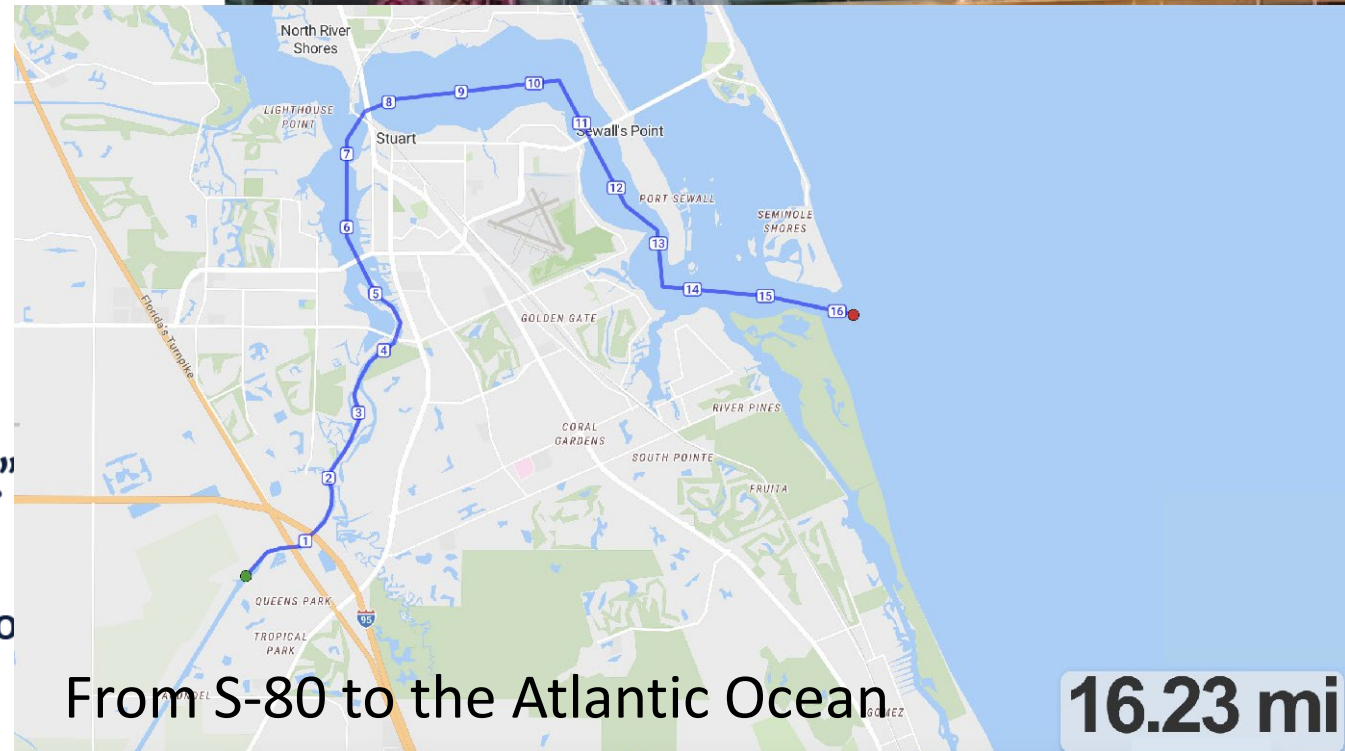 North River
Shores
10
9
8
LIGHTHOUSE
POINT
11
Sewall's Point
Stuart
7
12
PORT SEWALL
SEMINOLE
SHORES
6
13
5
14
15
16
Florida's Turnpike
GOLDEN GATE
4
3
RIVER PINES
CORAL
GARDENS
SOUTH POINTE
2
FRUITA
1
QUEENS PARK
95
TROPICAL
PARK
From S-80 to the Atlantic Ocean
GOMEZ
16.23 mi